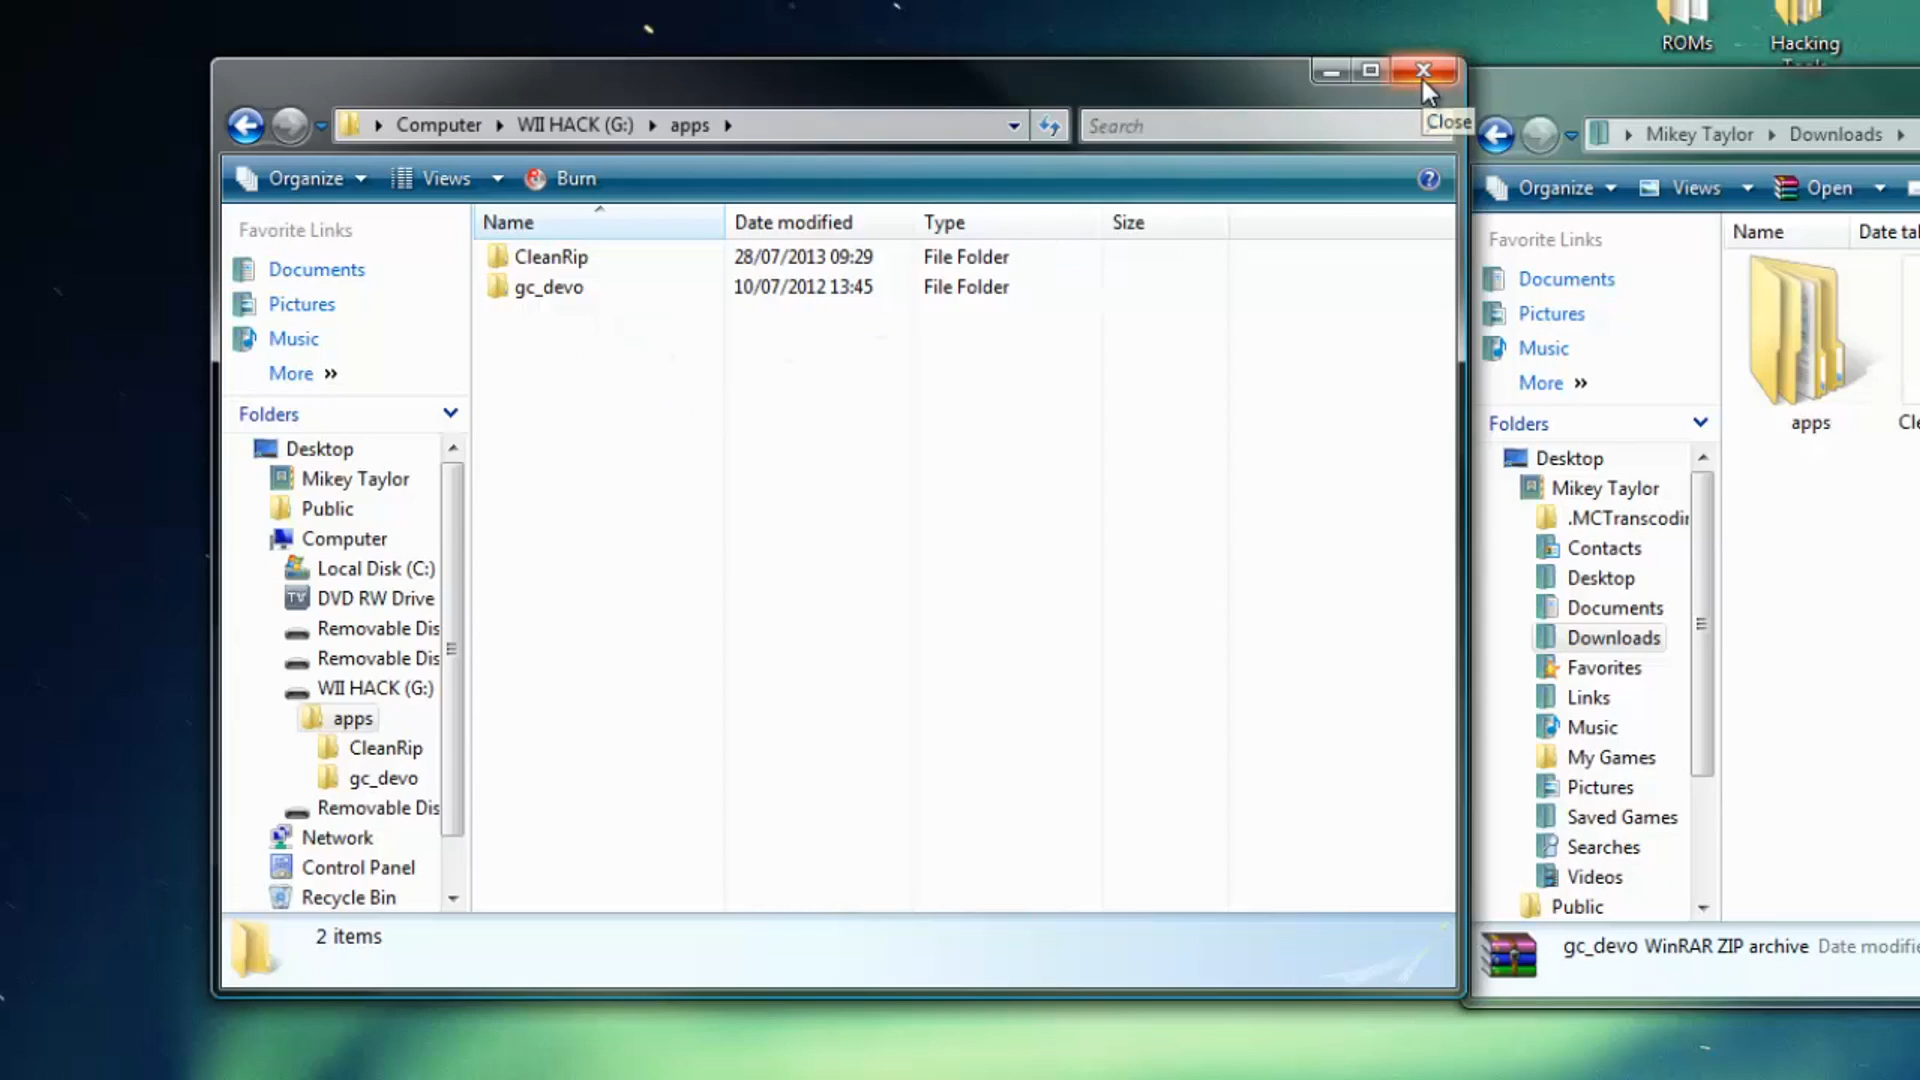 ROMs
Hacking
Close
Computer WII HACK (G:) apps
Search
Organize Views Burn
Favorite Links
Documents
Pictures
Music
More »
Folders
Desktop
Mikey Taylor
Public
Computer
Local Disk (C:)
DVD RW Drive
Removable Dis
Removable Dis
WII HACK (G:)
apps
CleanRip
gc_devo
Removable Dis
Network
Control Panel
Recycle Bin
Name Date modified Type Size
CleanRip 28/07/2013 09:29 File Folder
gc_devo 10/07/2012 13:45 File Folder
2 items
Mikey Taylor Downloads
Organize Views Open
Favorite Links
Documents
Pictures
Music
More »
Folders
Desktop
Mikey Taylor
.MCTranscodin
Contacts
Desktop
Documents
Downloads
Favorites
Links
Music
My Games
Pictures
Saved Games
Searches
Videos
Public
Name Date tal
apps
Cle
gc_devo WinRAR ZIP archive Date modifie